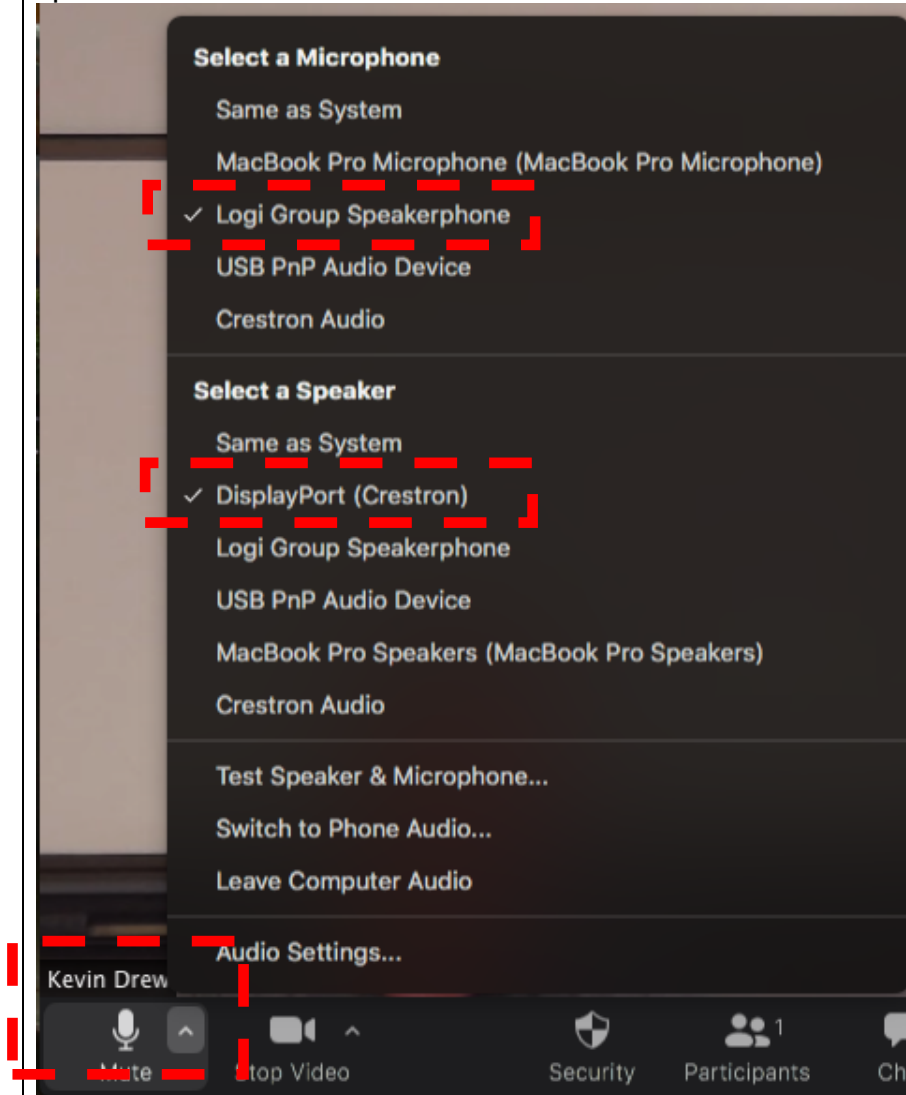 Select a Microphone
Same as System
MacBook Pro Microphone (MacBook Pro Microphone)
✓ Logi Group Speakerphone
USB PnP Audio Device
Crestron Audio
Select a Speaker
Same as System
✓ DisplayPort (Crestron)
Logi Group Speakerphone
USB PnP Audio Device
MacBook Pro Speakers (MacBook Pro Speakers)
Crestron Audio
Test Speaker & Microphone...
Switch to Phone Audio...
Leave Computer Audio
Audio Settings...
Kevin Drew
1
Mute Stop Video Security Participants Ch